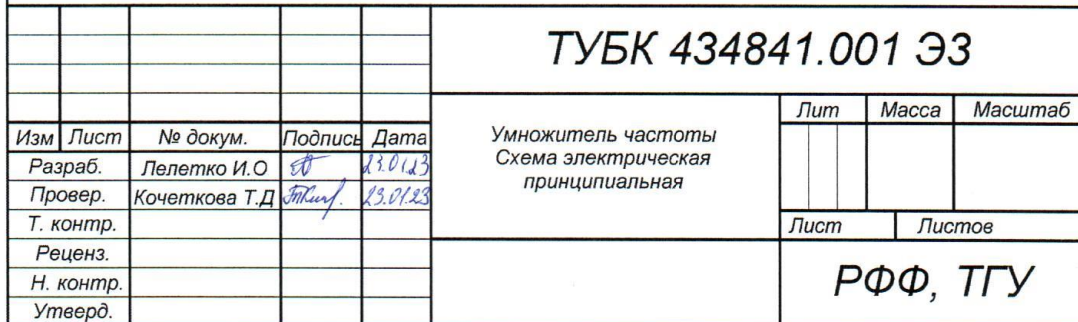 ТУБК 434841.001 ЭЗ
Лит Масса Масштаб
Изм Лист № докум. Подпись Дата
Умножитель частоты
Схема электрическая
принципиальная
Разраб. Лелетко И.О 23.01.23
Провер. Кочеткова Т.Д 23.01.23
Т. контр.
Лист Листов
Реценз.
Н. контр.
РФФ, ТГУ
Утверд.